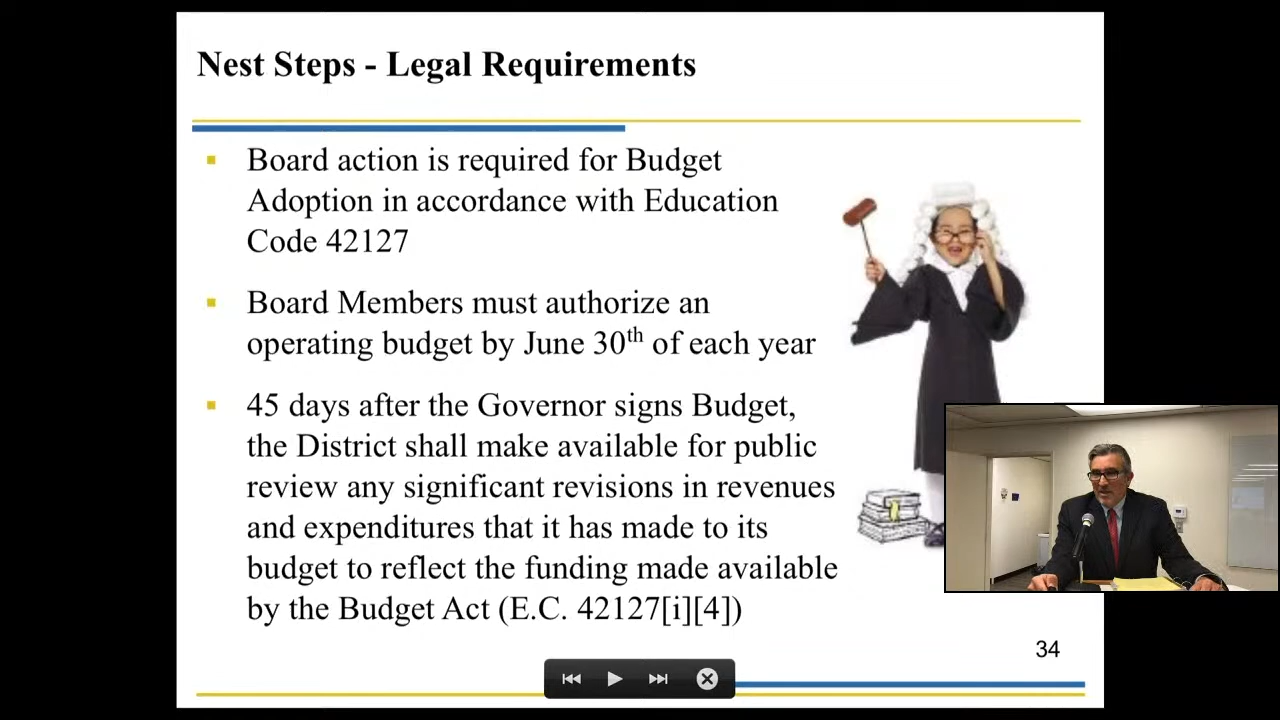 Nest Steps - Legal Requirements
Board action is required for Budget
Adoption in accordance with Education
Code 42127
Board Members must authorize an
operating budget by June 30th of each year
45 days after the Governor signs Budget,
the District shall make available for public
review any significant revisions in revenues
and expenditures that it has made to its
budget to reflect the funding made available
by the Budget Act (E.C. 42127[i][4])
34